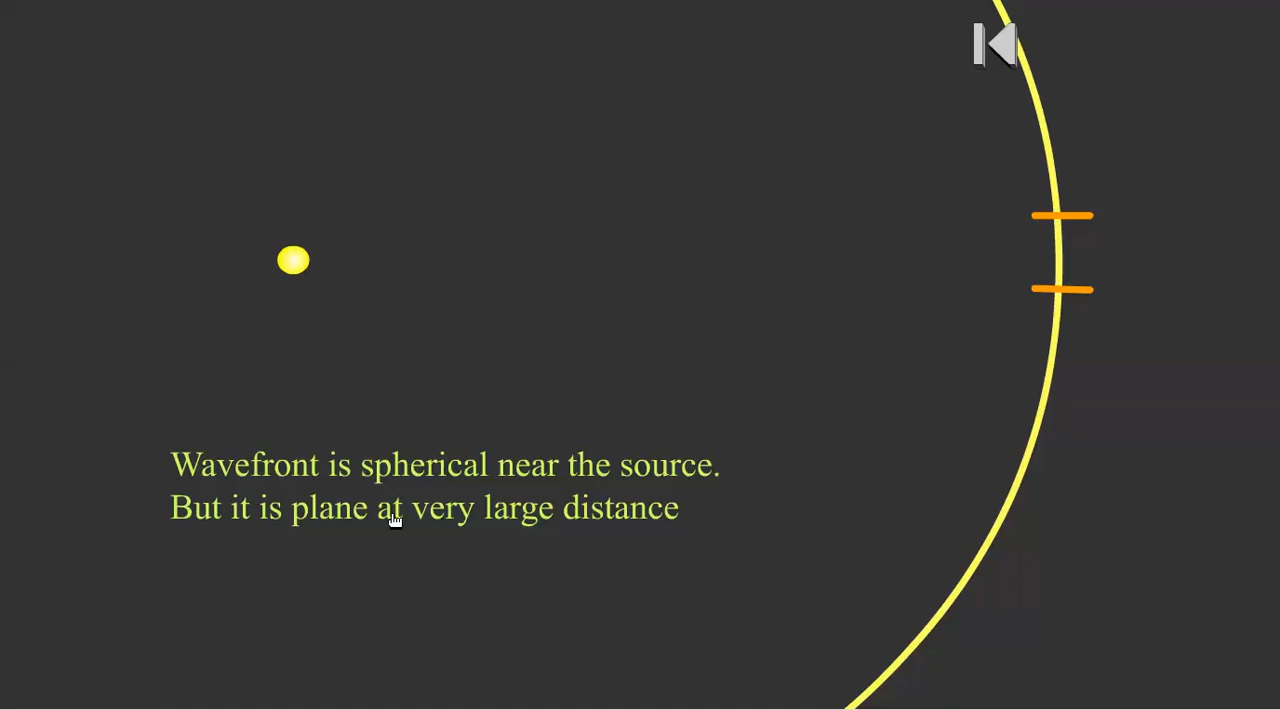 Wavefront is spherical near the source.
But it is plane at very large distance